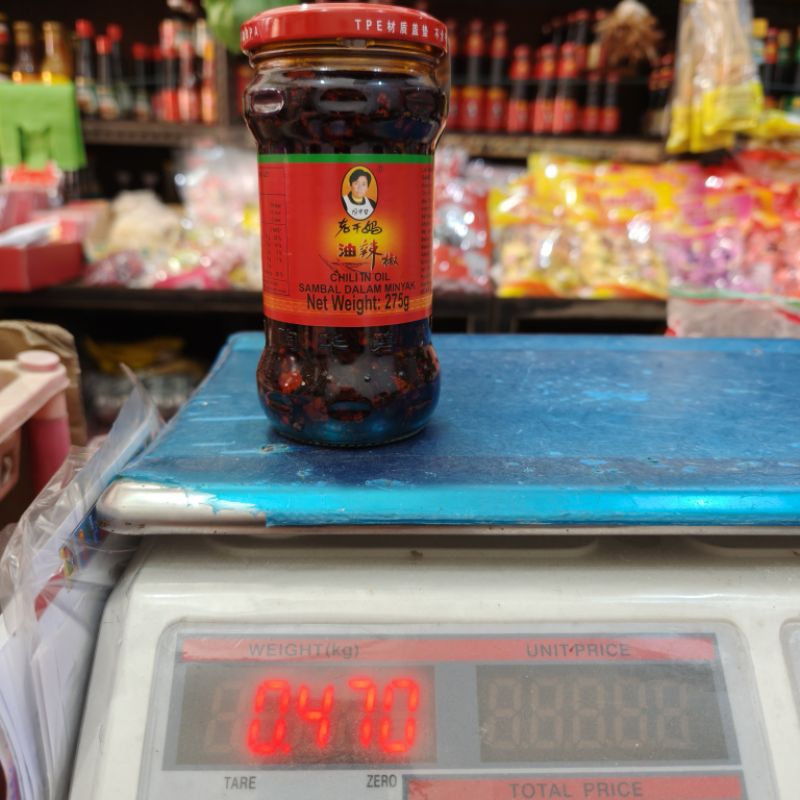 TPE材质盖垫
老干妈
油辣椒
CHILI IN OIL
SAMBAL DALAM MINYAK
Net Weight: 275g
WEIGHT(kg)
UNIT PRICE
0.470
TARE
ZERO
TOTAL PRICE